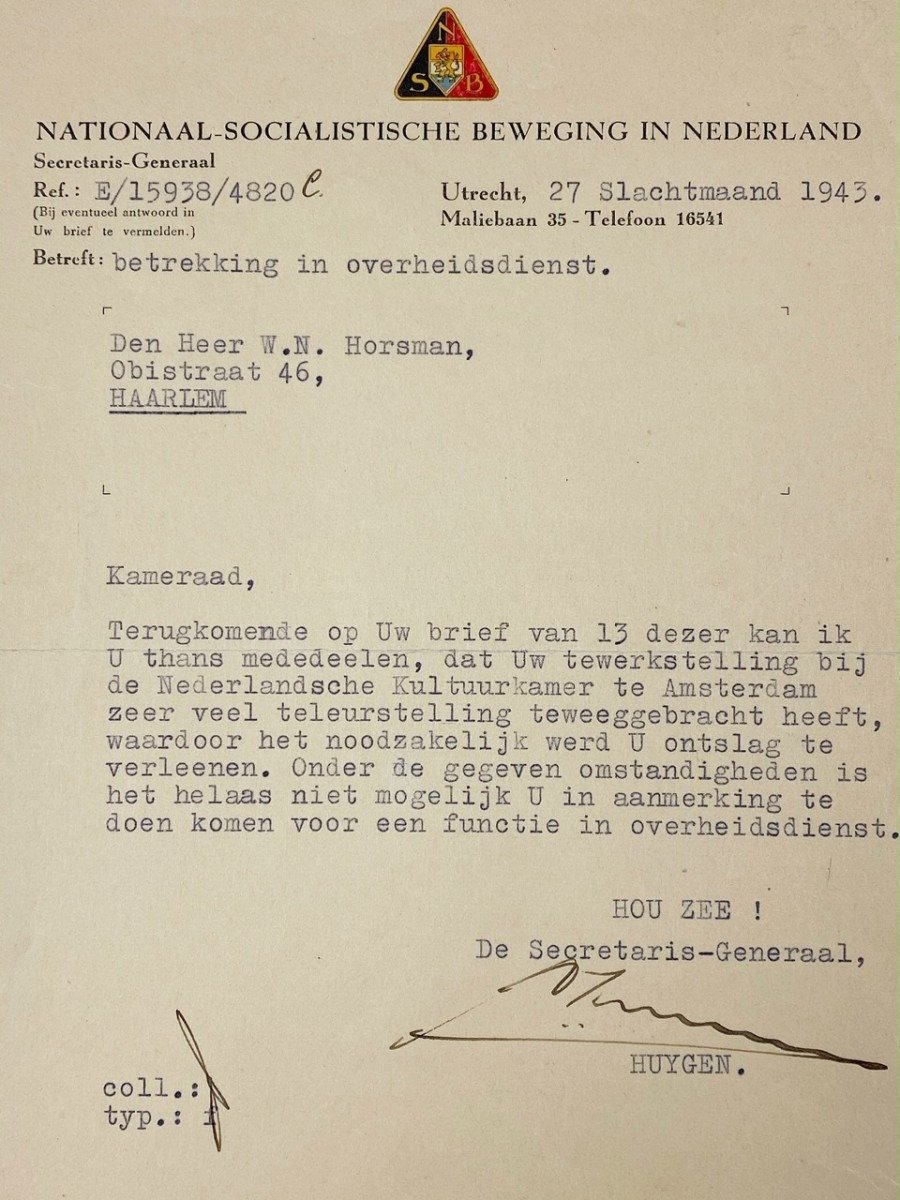 N
S B
NATIONAAL-SOCIALISTISCHE BEWEGING IN NEDERLAND
Secretaris-Generaal
Ref.: E/15938/4820 C.
(Bij eventueel antwoord in
Uw brief te vermelden.)
Utrecht, 27 Slachtmaand 1943.
Maliebaan 35 - Telefoon 16541
Betreft: betrekking in overheidsdienst.
Den Heer W.N. Horsman,
Obistraat 46,
HAARLEM
Kameraad,
Terugkomende op Uw brief van 13 dezer kan ik
U thans mededeelen, dat Uw tewerkstelling bij
de Nederlandsche Kultuurkamer te Amsterdam
zeer veel teleurstelling teweeggebracht heeft,
waardoor het noodzakelijk werd U ontslag te
verleenen. Onder de gegeven omstandigheden is
het helaas niet mogelijk U in aanmerking te
doen komen voor een functie in overheidsdienst.
HOU ZEE !
De Secretaris-Generaal,
HUYGEN.
coll.:
typ.: